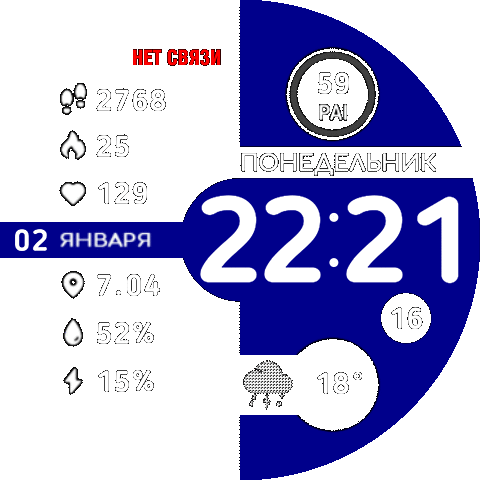 НЕТ СВЯЗИ
2768
25
129
02 ЯНВАРЯ
7.04
52%
15%
59
PAI
ПОНЕДЕЛЬНИК
22:21
16
18°